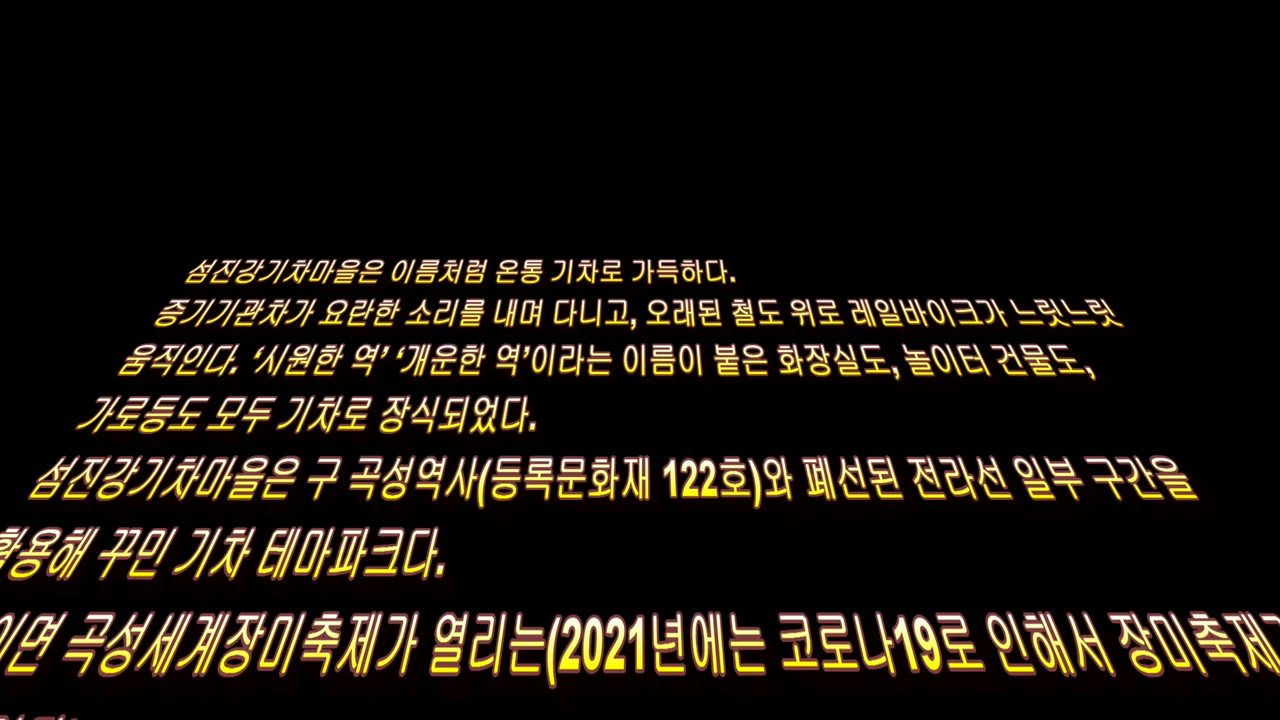 섬진강기차마을은 이름처럼 온통 기차로 가득하다.
증기기관차가 요란한 소리를 내며 다니고, 오래된 철도 위로 레일바이크가 느릿느릿
움직인다. ‘시원한 역’ ‘개운한 역’이라는 이름이 붙은 화장실도, 놀이터 건물도,
가로등도 모두 기차로 장식되었다.
섬진강기차마을은 구 곡성역사(등록문화재 122호)와 폐선된 전라선 일부 구간을
활용해 꾸민 기차 테마파크다.
이면 곡성세계장미축제가 열리는(2021년에는 코로나19로 인해서 장미축제